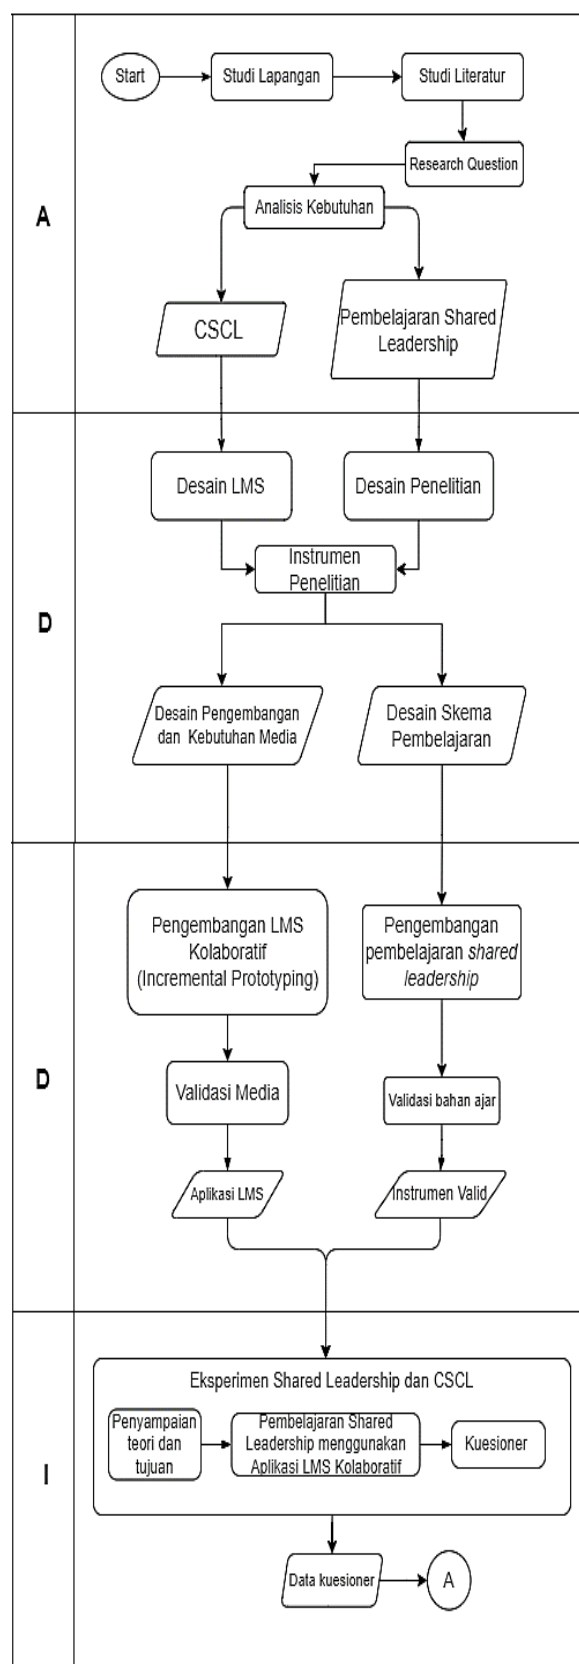 A
Start
Studi Lapangan
Studi Literatur
Research Question
Analisis Kebutuhan
CSCL
Pembelajaran Shared
Leadership
D
Desain LMS
Desain Penelitian
Instrumen
Penelitian
Desain Pengembangan
dan Kebutuhan Media
Desain Skema
Pembelajaran
D
Pengembangan LMS
Kolaboratif
(Incremental Prototyping)
Pengembangan
pembelajaran shared
leadership
Validasi Media
Validasi bahan ajar
Aplikasi LMS
Instrumen Valid
I
Eksperimen Shared Leadership dan CSCL
Penyampaian
teori dan
tujuan
Pembelajaran Shared
Leadership menggunakan
Aplikasi LMS Kolaboratif
Kuesioner
Data kuesioner
A